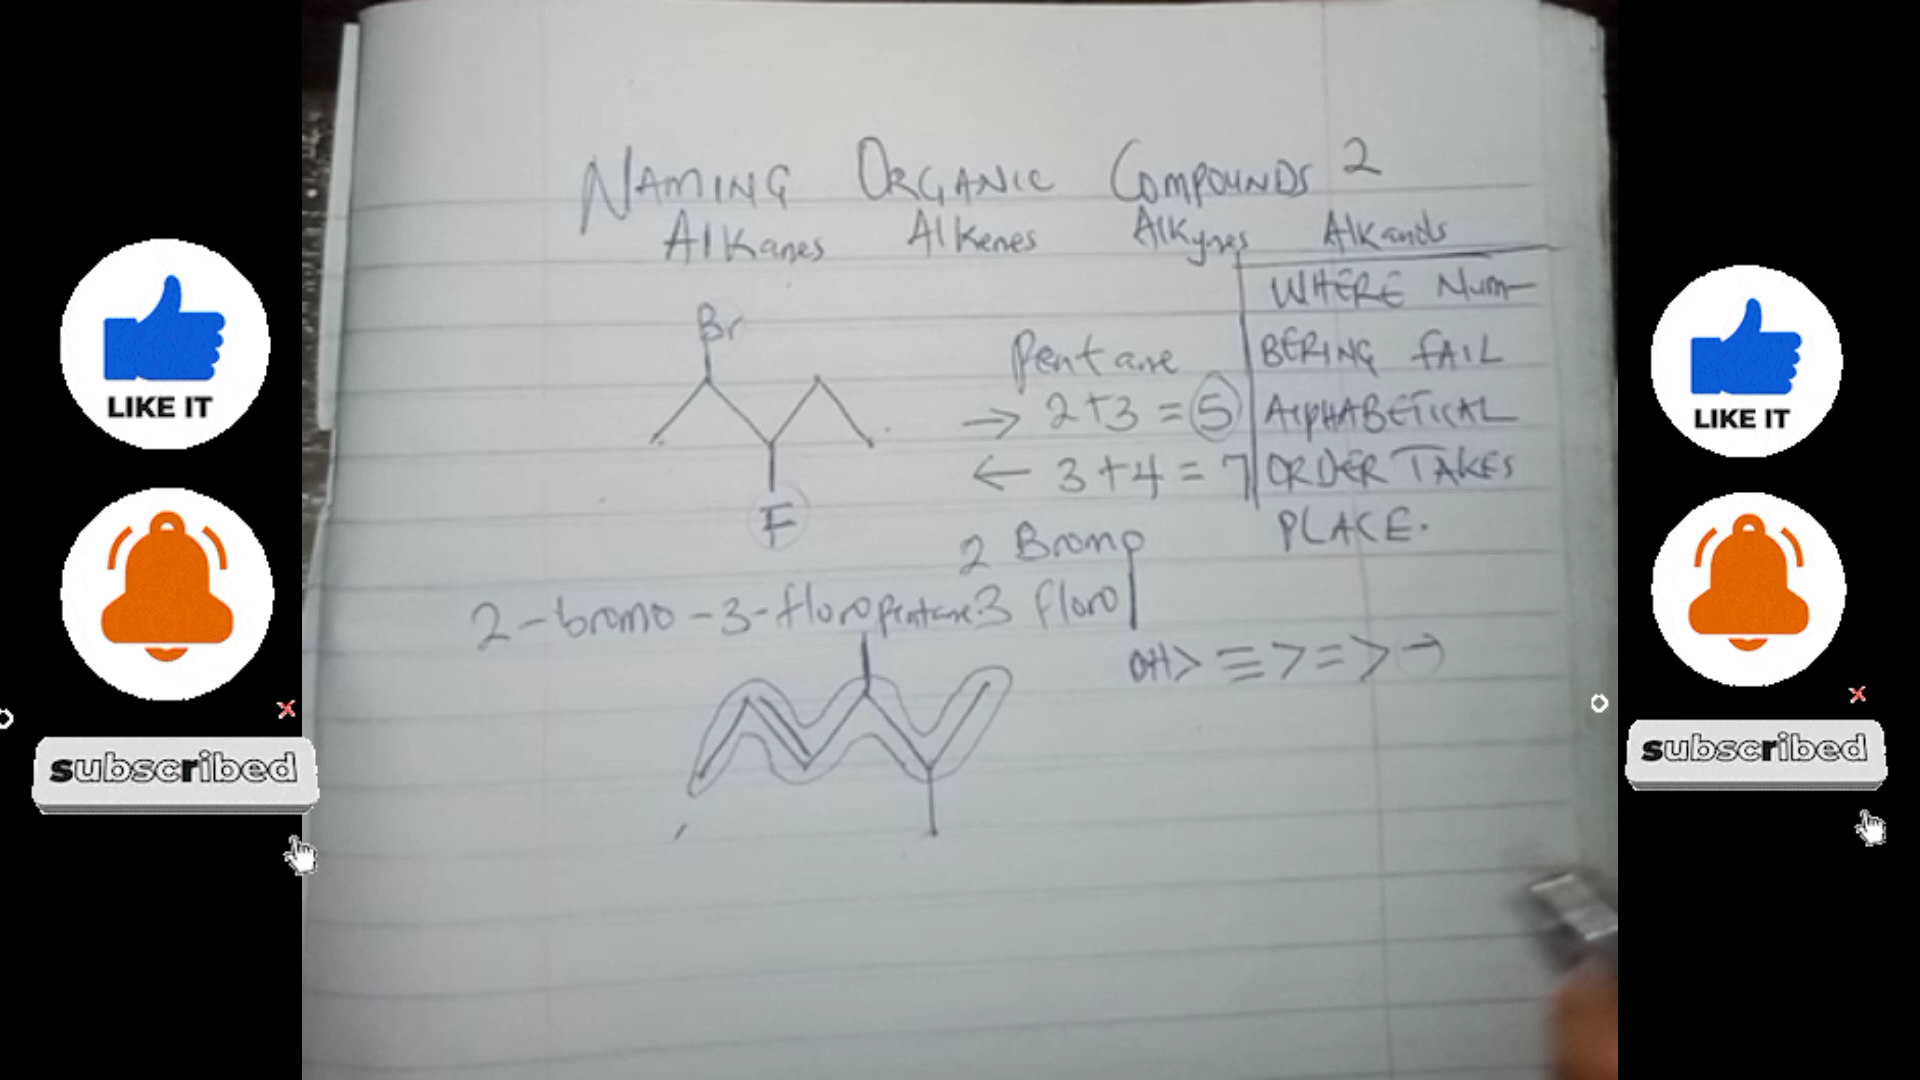 NAMING ORGANIC COMPOUNDS 2
Alkanes Alkenes Alkynes Alkanols
WHERE NUM-
BERING FAIL
ALPHABETICAL
ORDER TAKES
PLACE.
Br
F
Pentane
→ 2+3 = 5
← 3+4 = 7
2 Bromo
3 floro
2-bromo-3-floropentane
OH> ≡ > = > -
LIKE IT
subscribed
LIKE IT
subscribed